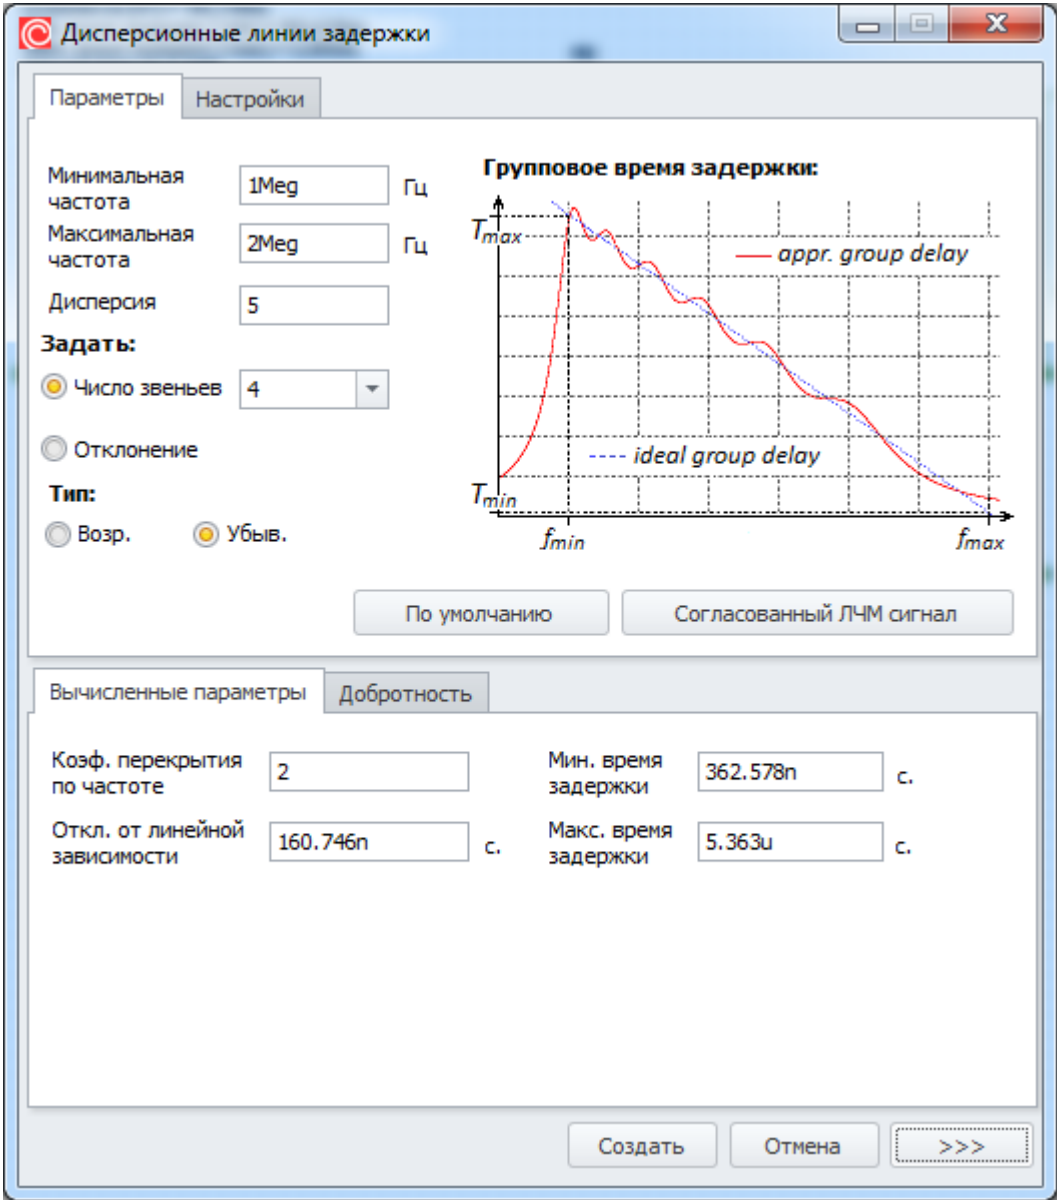 Дисперсионные линии задержки
Параметры
Настройки
Минимальная
частота
1Meg
Гц
Максимальная
частота
2Meg
Гц
Дисперсия
5
Задать:
Число звеньев
4
Отклонение
Тип:
Возр.
Убыв.
Групповое время задержки:
Tmax
appr. group delay
ideal group delay
Tmin
fmin
fmax
По умолчанию
Согласованный ЛЧМ сигнал
Вычисленные параметры
Добротность
Коэф. перекрытия
по частоте
2
Мин. время
задержки
362.578n
с.
Откл. от линейной
зависимости
160.746n
с.
Макс. время
задержки
5.363u
с.
Создать
Отмена
>>>